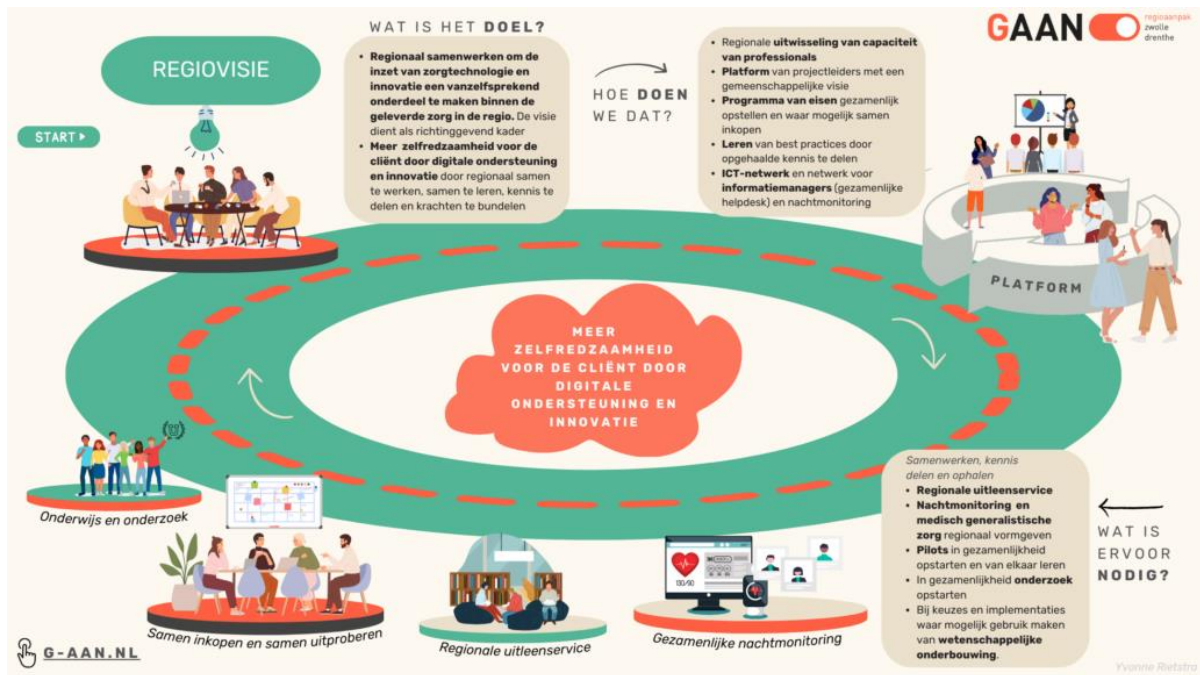 REGIOVISIE
START
WAT IS HET DOEL?
• Regionaal samenwerken om de
inzet van zorgtechnologie en
innovatie een vanzelfsprekend
onderdeel te maken binnen de
geleverde zorg in de regio. De visie
dient als richtinggevend kader
• Meer zelfredzaamheid voor de
cliënt door digitale ondersteuning
en innovatie door regionaal samen
te werken, samen te leren, kennis te
delen en krachten te bundelen
HOE DOEN
WE DAT?
• Regionale uitwisseling van capaciteit
van professionals
• Platform van projectleiders met een
gemeenschappelijke visie
• Programma van eisen gezamenlijk
opstellen en waar mogelijk samen
inkopen
• Leren van best practices door
opgehaalde kennis te delen
• ICT-netwerk en netwerk voor
informatiemanagers (gezamenlijke
helpdesk) en nachtmonitoring
GAAN
regioaanpak
zwolle
drenthe
PLATFORM
MEER
ZELFREDZAAMHEID
VOOR DE CLIËNT DOOR
DIGITALE
ONDERSTEUNING EN
INNOVATIE
WAT IS
ERVOOR
NODIG?
Samenwerken, kennis
delen en ophalen
• Regionale uitleenservice
• Nachtmonitoring en
medisch generalistische
zorg regionaal vormgeven
• Pilots in gezamenlijkheid
opstarten en van elkaar leren
• In gezamenlijkheid onderzoek
opstarten
• Bij keuzes en implementaties
waar mogelijk gebruik maken
van wetenschappelijke
onderbouwing.
130/90
Gezamenlijke nachtmonitoring
Regionale uitleenservice
Samen inkopen en samen uitproberen
Onderwijs en onderzoek
G-AAN.NL
Yvonne Rietstra